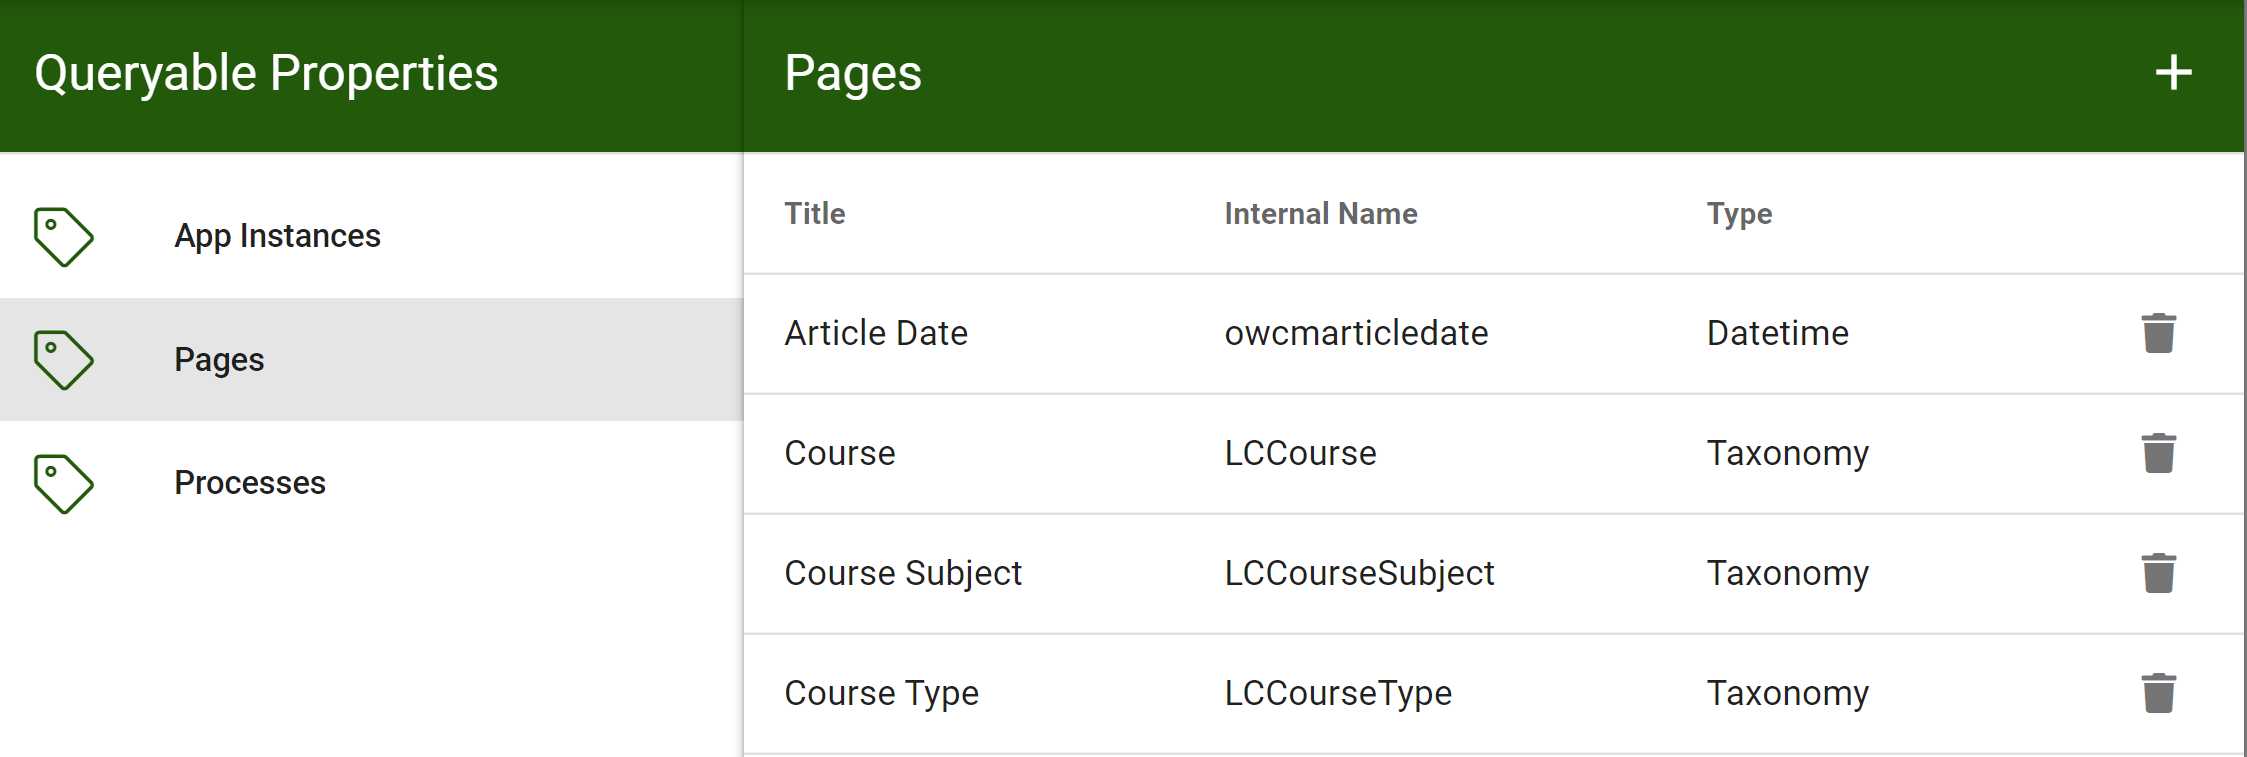 Queryable Properties
App Instances
Pages
Processes
Pages
Title Internal Name Type
Article Date owcmarticledate Datetime
Course LCCourse Taxonomy
Course Subject LCCourseSubject Taxonomy
Course Type LCCourseType Taxonomy